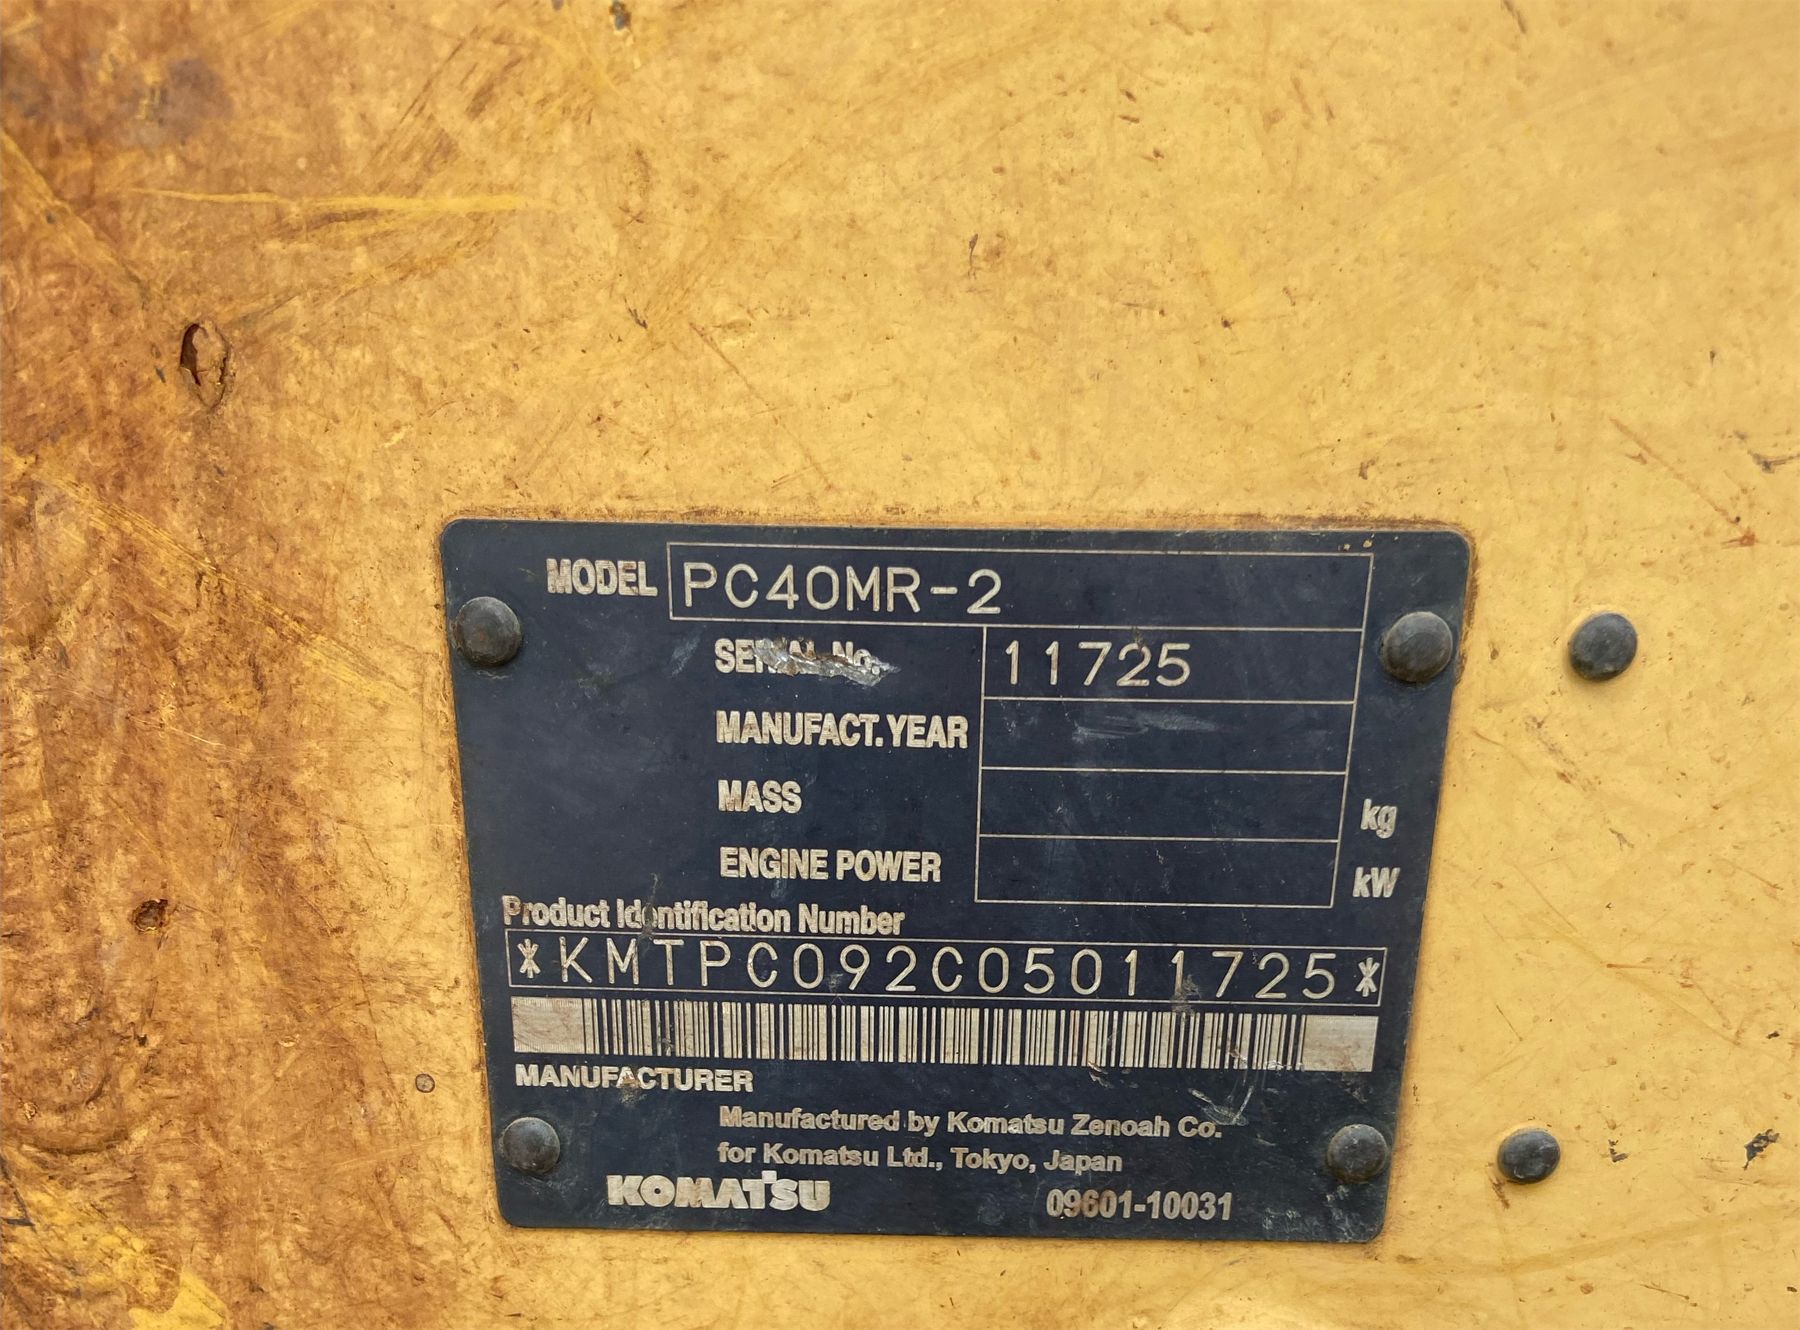 MODEL PC40MR-2
SERIAL No. 11725
MANUFACT. YEAR
MASS kg
ENGINE POWER kW
Product Identification Number
*KMTPC092C05011725*
MANUFACTURER
Manufactured by Komatsu Zenoah Co.
for Komatsu Ltd., Tokyo, Japan
KOMATSU 09601-10031